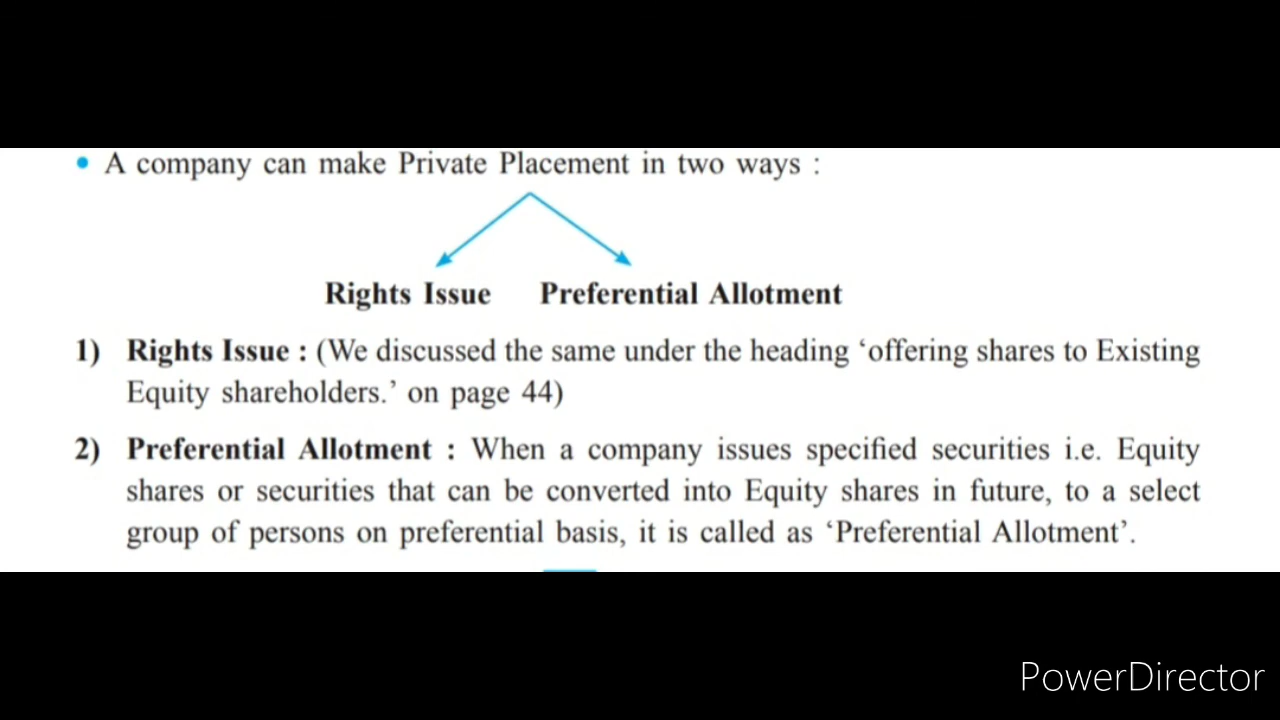 • A company can make Private Placement in two ways :
Rights Issue Preferential Allotment
1) Rights Issue : (We discussed the same under the heading ‘offering shares to Existing
Equity shareholders.’ on page 44)
2) Preferential Allotment : When a company issues specified securities i.e. Equity
shares or securities that can be converted into Equity shares in future, to a select
group of persons on preferential basis, it is called as ‘Preferential Allotment’.
PowerDirector